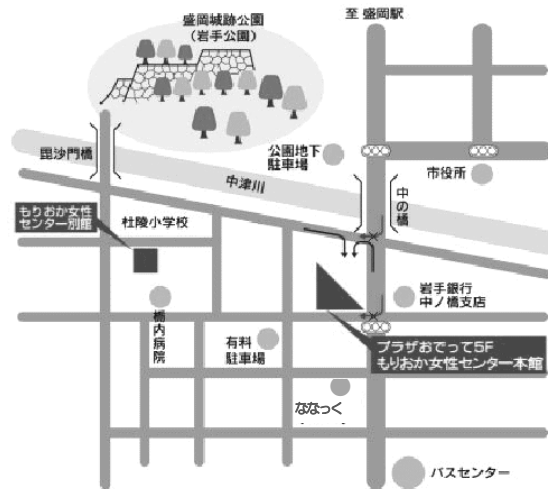 盛岡城跡公園
(岩手公園)
至 盛岡駅
毘沙門橋
公園地下
駐車場
中津川
市役所
中の橋
もりおか女性
センター別館
杜陵小学校
岩手銀行
中ノ橋支店
栃内病院
有料
駐車場
プラザおでって5F
もりおか女性センター本館
ななっく
バスセンター